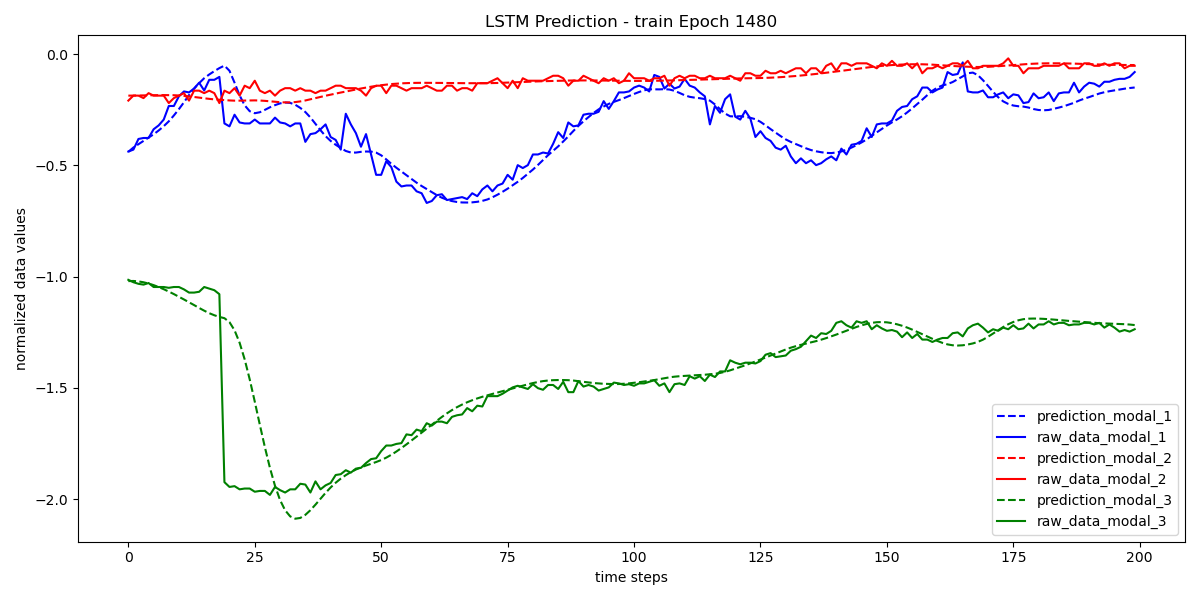 LSTM Prediction - train Epoch 1480
normalized data values
0.0
−0.5
−1.0
−1.5
−2.0
0 25 50 75 100 125 150 175 200
time steps
prediction_modal_1
raw_data_modal_1
prediction_modal_2
raw_data_modal_2
prediction_modal_3
raw_data_modal_3